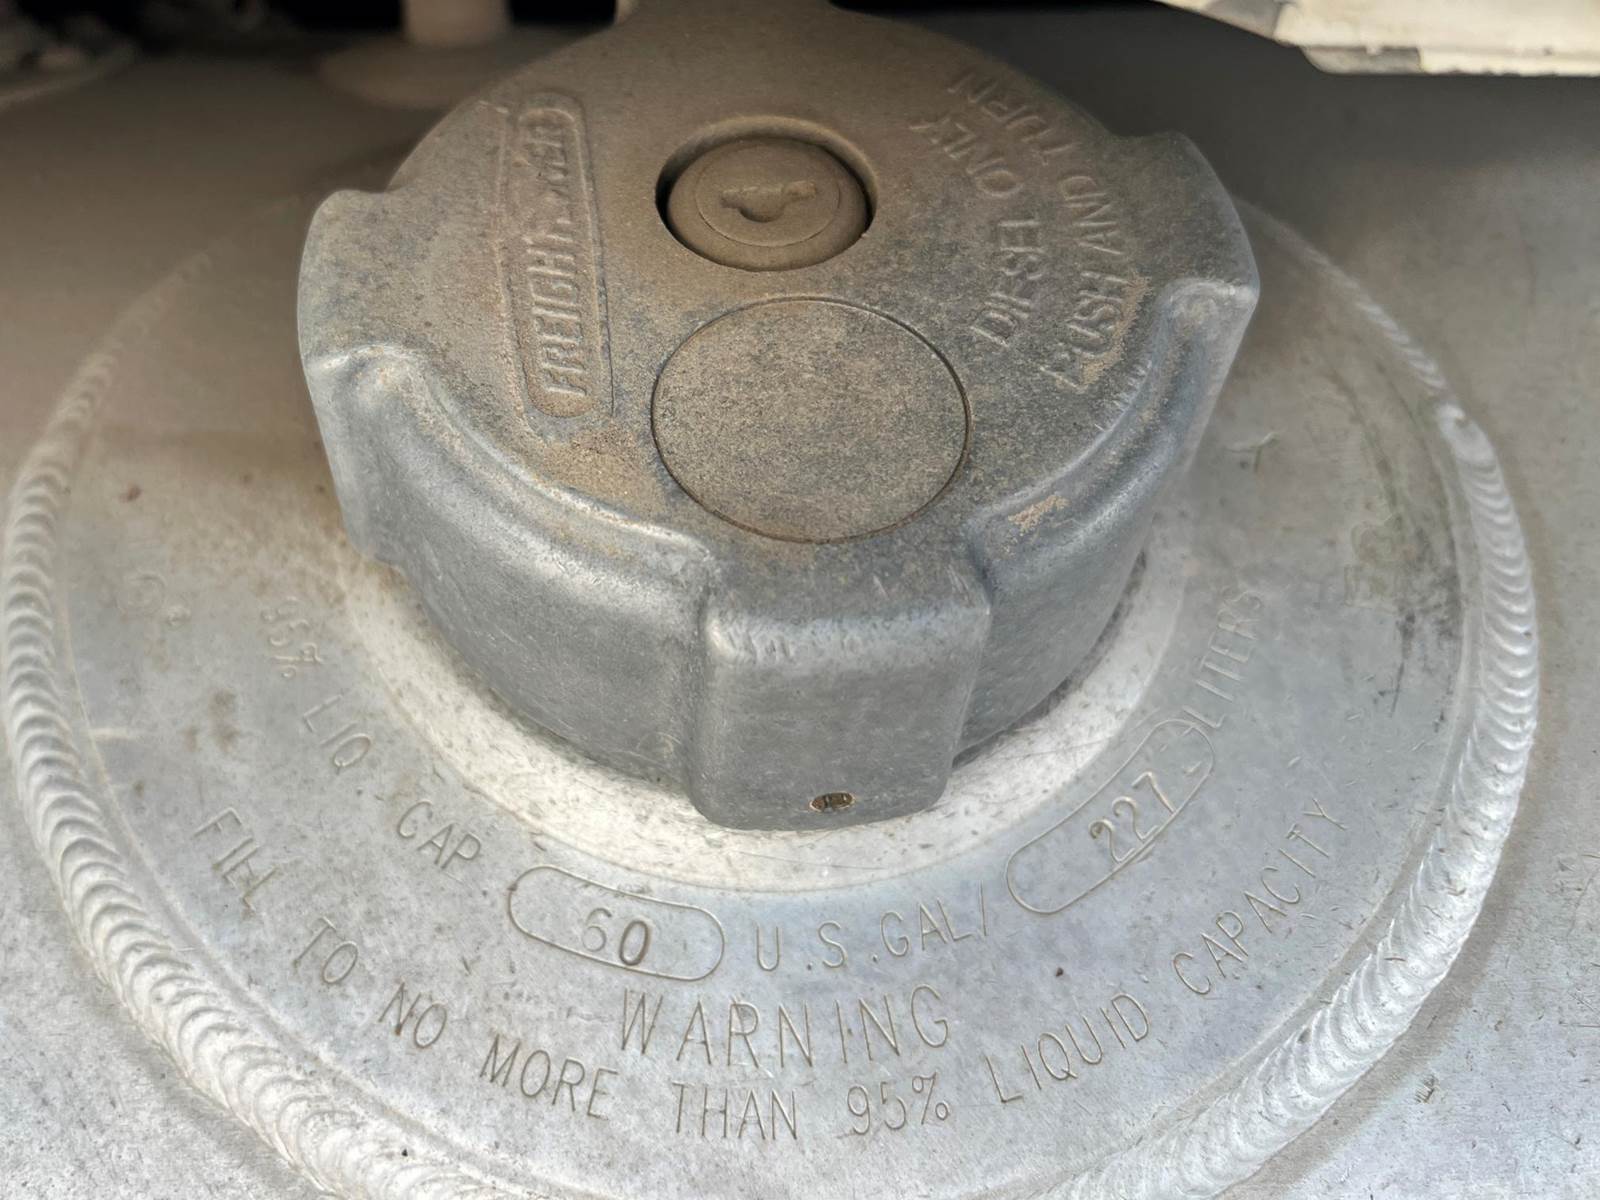 FREIGHTLINER
DIESEL ONLY
PUSH AND TURN
95% LIQ CAP. 60 U.S.GAL/ 227 LITERS
WARNING
FILL TO NO MORE THAN 95% LIQUID CAPACITY